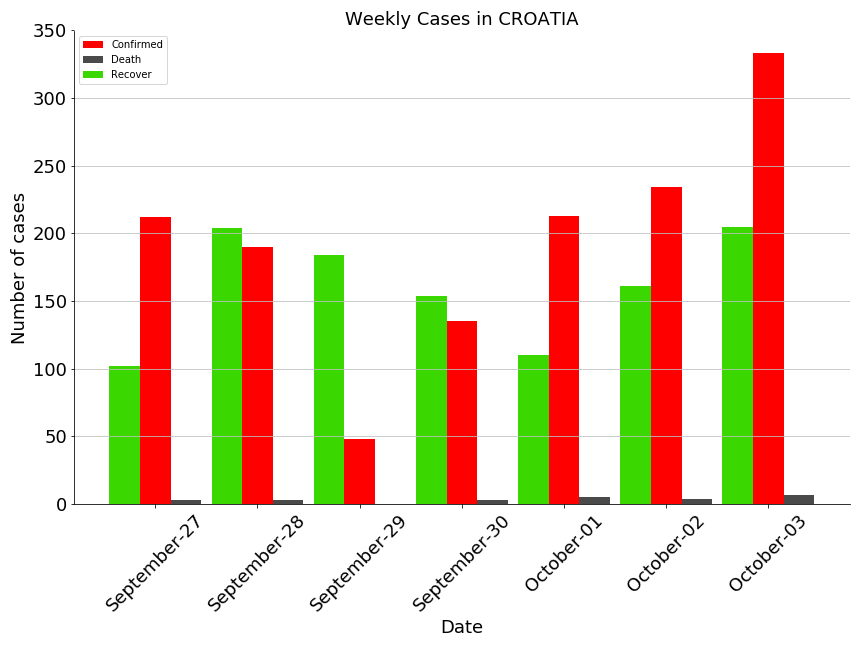 Weekly Cases in CROATIA
Confirmed
Death
Recover
Number of cases
350
300
250
200
150
100
50
0
September-27
September-28
September-29
September-30
October-01
October-02
October-03
Date